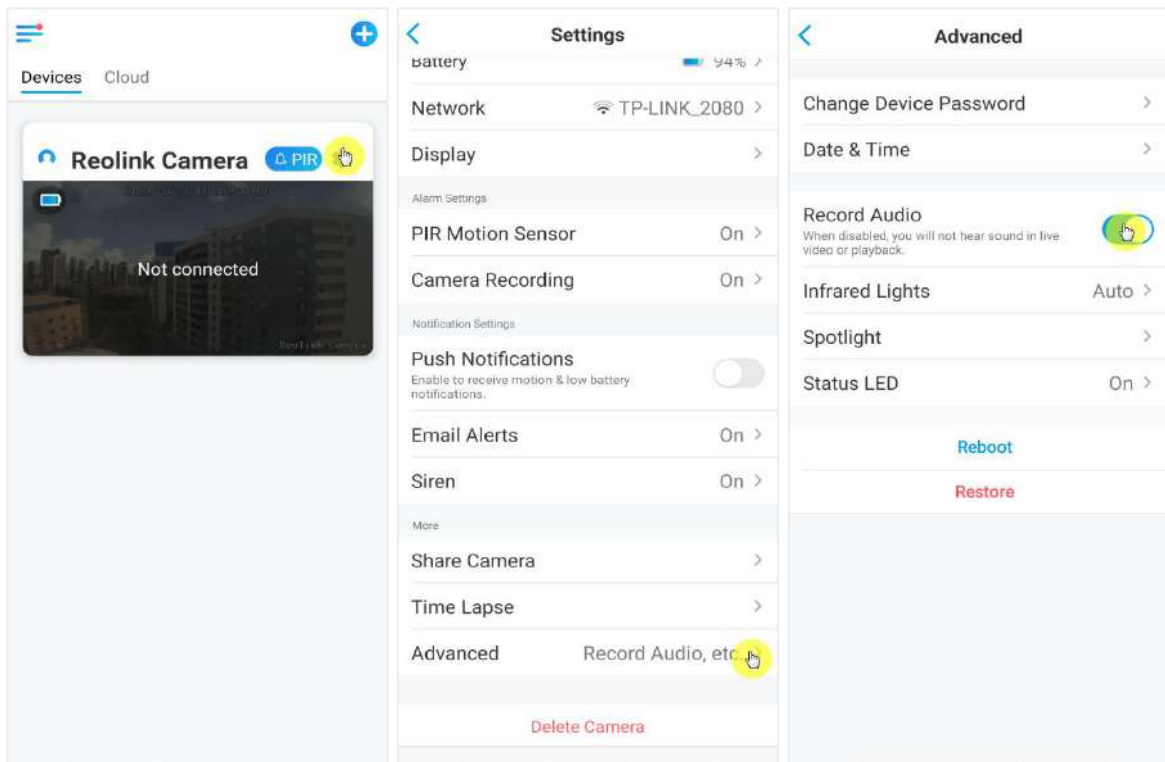 Devices Cloud
Reolink Camera PIR
Not connected
Reolink Camera
Settings
Battery 94%
Network TP-LINK_2080
Display
Alarm Settings
PIR Motion Sensor On
Camera Recording On
Notification Settings
Push Notifications
Enable to receive motion & low battery
notifications.
Email Alerts On
Siren On
More
Share Camera
Time Lapse
Advanced Record Audio, etc.
Delete Camera
Advanced
Change Device Password
Date & Time
Record Audio
When disabled, you will not hear sound in live
video or playback.
Infrared Lights Auto
Spotlight
Status LED On
Reboot
Restore